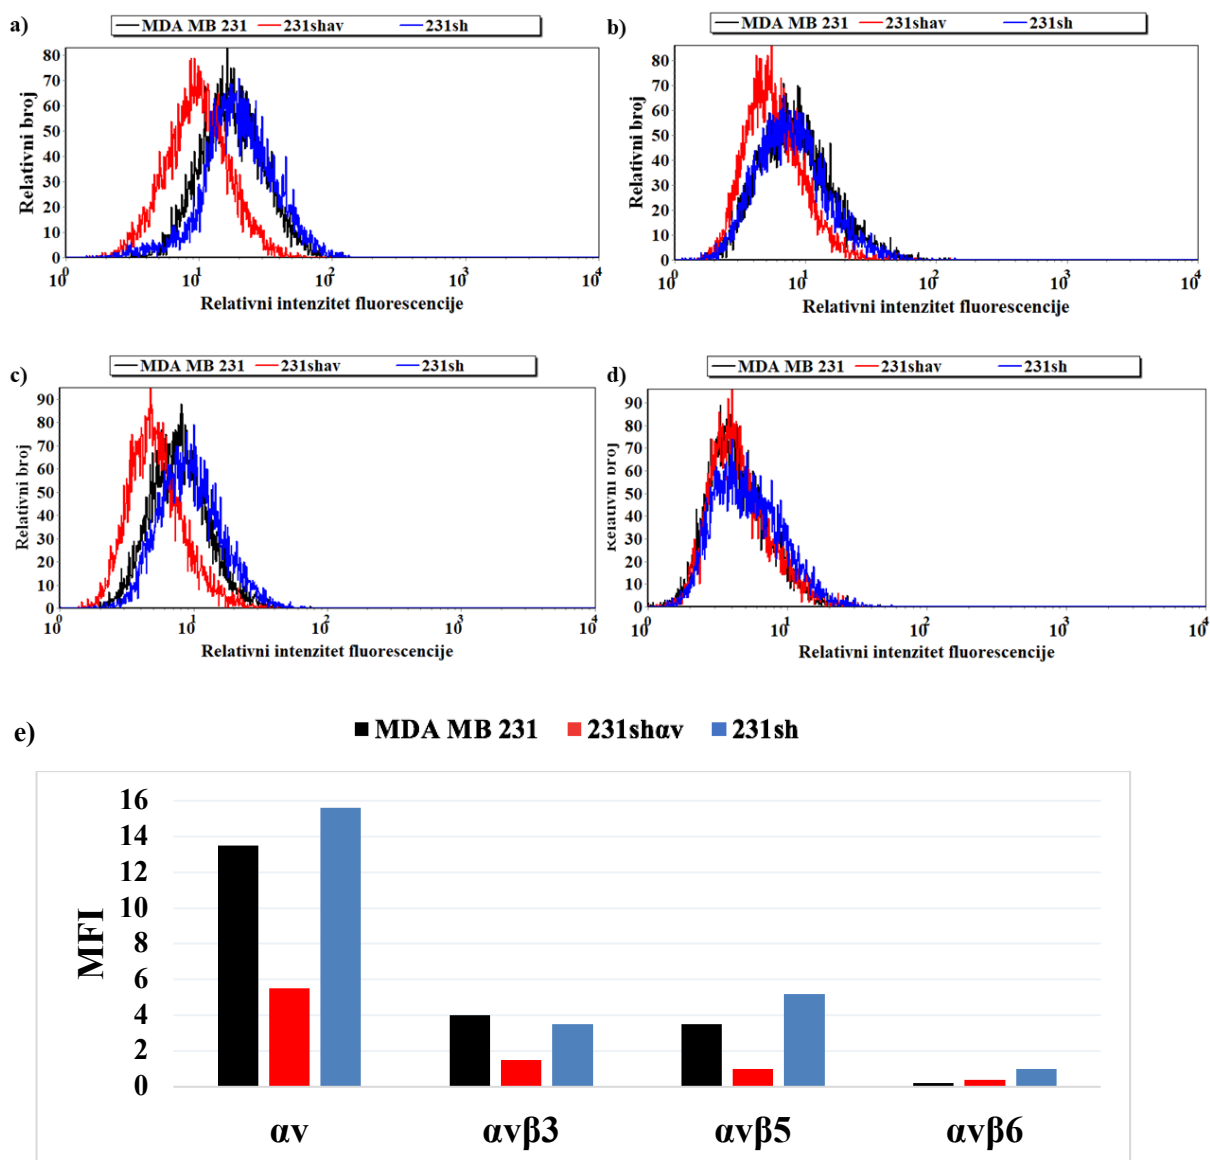 a)
MDA MB 231 231shav 231sh
Relativni broj
80
70
60
50
40
30
20
10
0
10⁰ 10¹ 10² 10³ 10⁴
Relativni intenzitet fluorescencije
b)
MDA MB 231 231shav 231sh
Relativni broj
80
70
60
50
40
30
20
10
0
10⁰ 10¹ 10² 10³ 10⁴
Relativni intenzitet fluorescencije
c)
MDA MB 231 231shav 231sh
Relativni broj
90
80
70
60
50
40
30
20
10
0
10⁰ 10¹ 10² 10³ 10⁴
Relativni intenzitet fluorescencije
d)
MDA MB 231 231shav 231sh
Relativni broj
90
80
70
60
50
40
30
20
10
0
10⁰ 10¹ 10² 10³ 10⁴
Relativni intenzitet fluorescencije
e)
MDA MB 231 231shαv 231sh
MFI
16
14
12
10
8
6
4
2
0
αv αvβ3 αvβ5 αvβ6